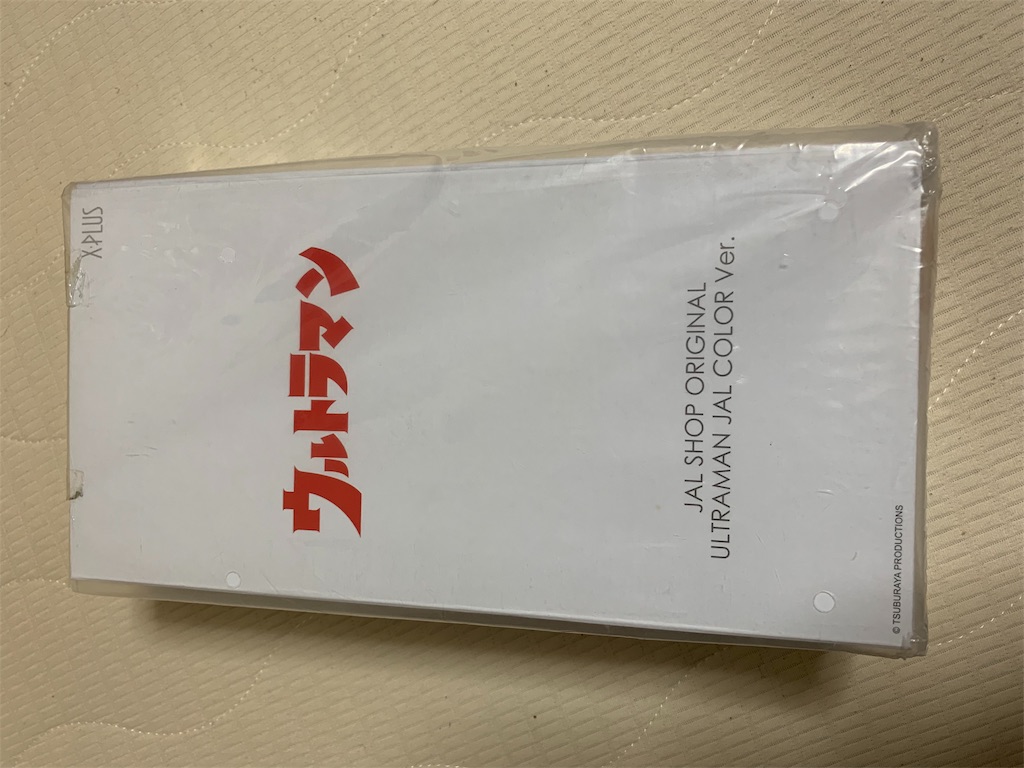 X-PLUS
ウルトラマン
JAL SHOP ORIGINAL
ULTRAMAN JAL COLOR Ver.
© TSUBURAYA PRODUCTIONS